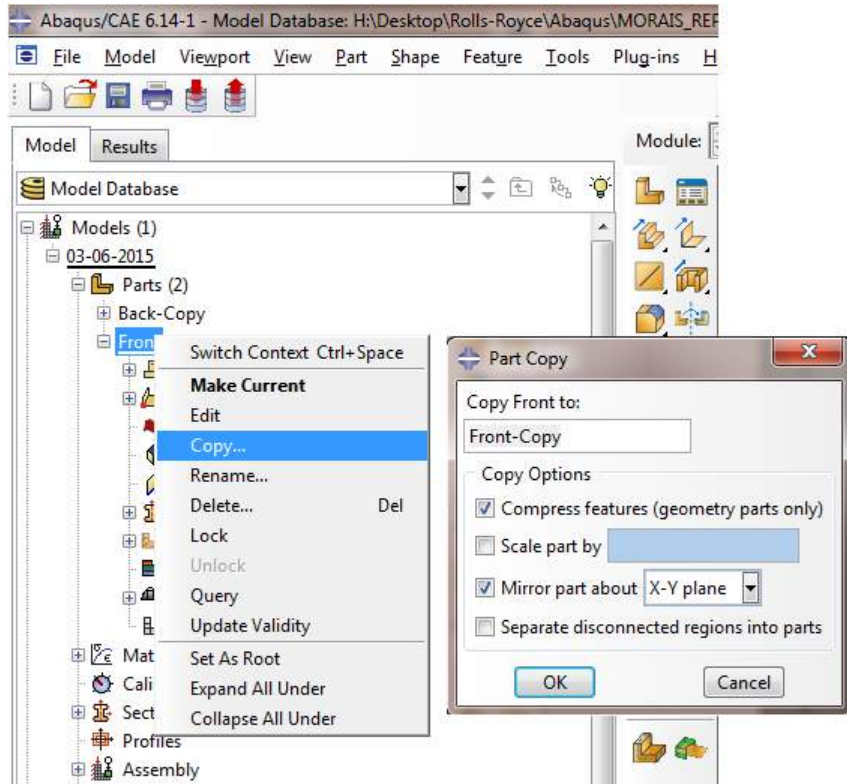 Abaqus/CAE 6.14-1 - Model Database: H:\Desktop\Rolls-Royce\Abaqus\MORAIS_REP
File Model Viewport View Part Shape Feature Tools Plug-ins H
Model Results
Module:
Model Database
Models (1)
03-06-2015
Parts (2)
Back-Copy
Fron
Switch Context Ctrl+Space
Make Current
Edit
Copy...
Rename...
Delete... Del
Lock
Unlock
Query
Update Validity
Set As Root
Expand All Under
Collapse All Under
Mat
Cali
Sect
Profiles
Assembly
Part Copy
Copy Front to:
Front-Copy
Copy Options
Compress features (geometry parts only)
Scale part by
Mirror part about X-Y plane
Separate disconnected regions into parts
OK Cancel